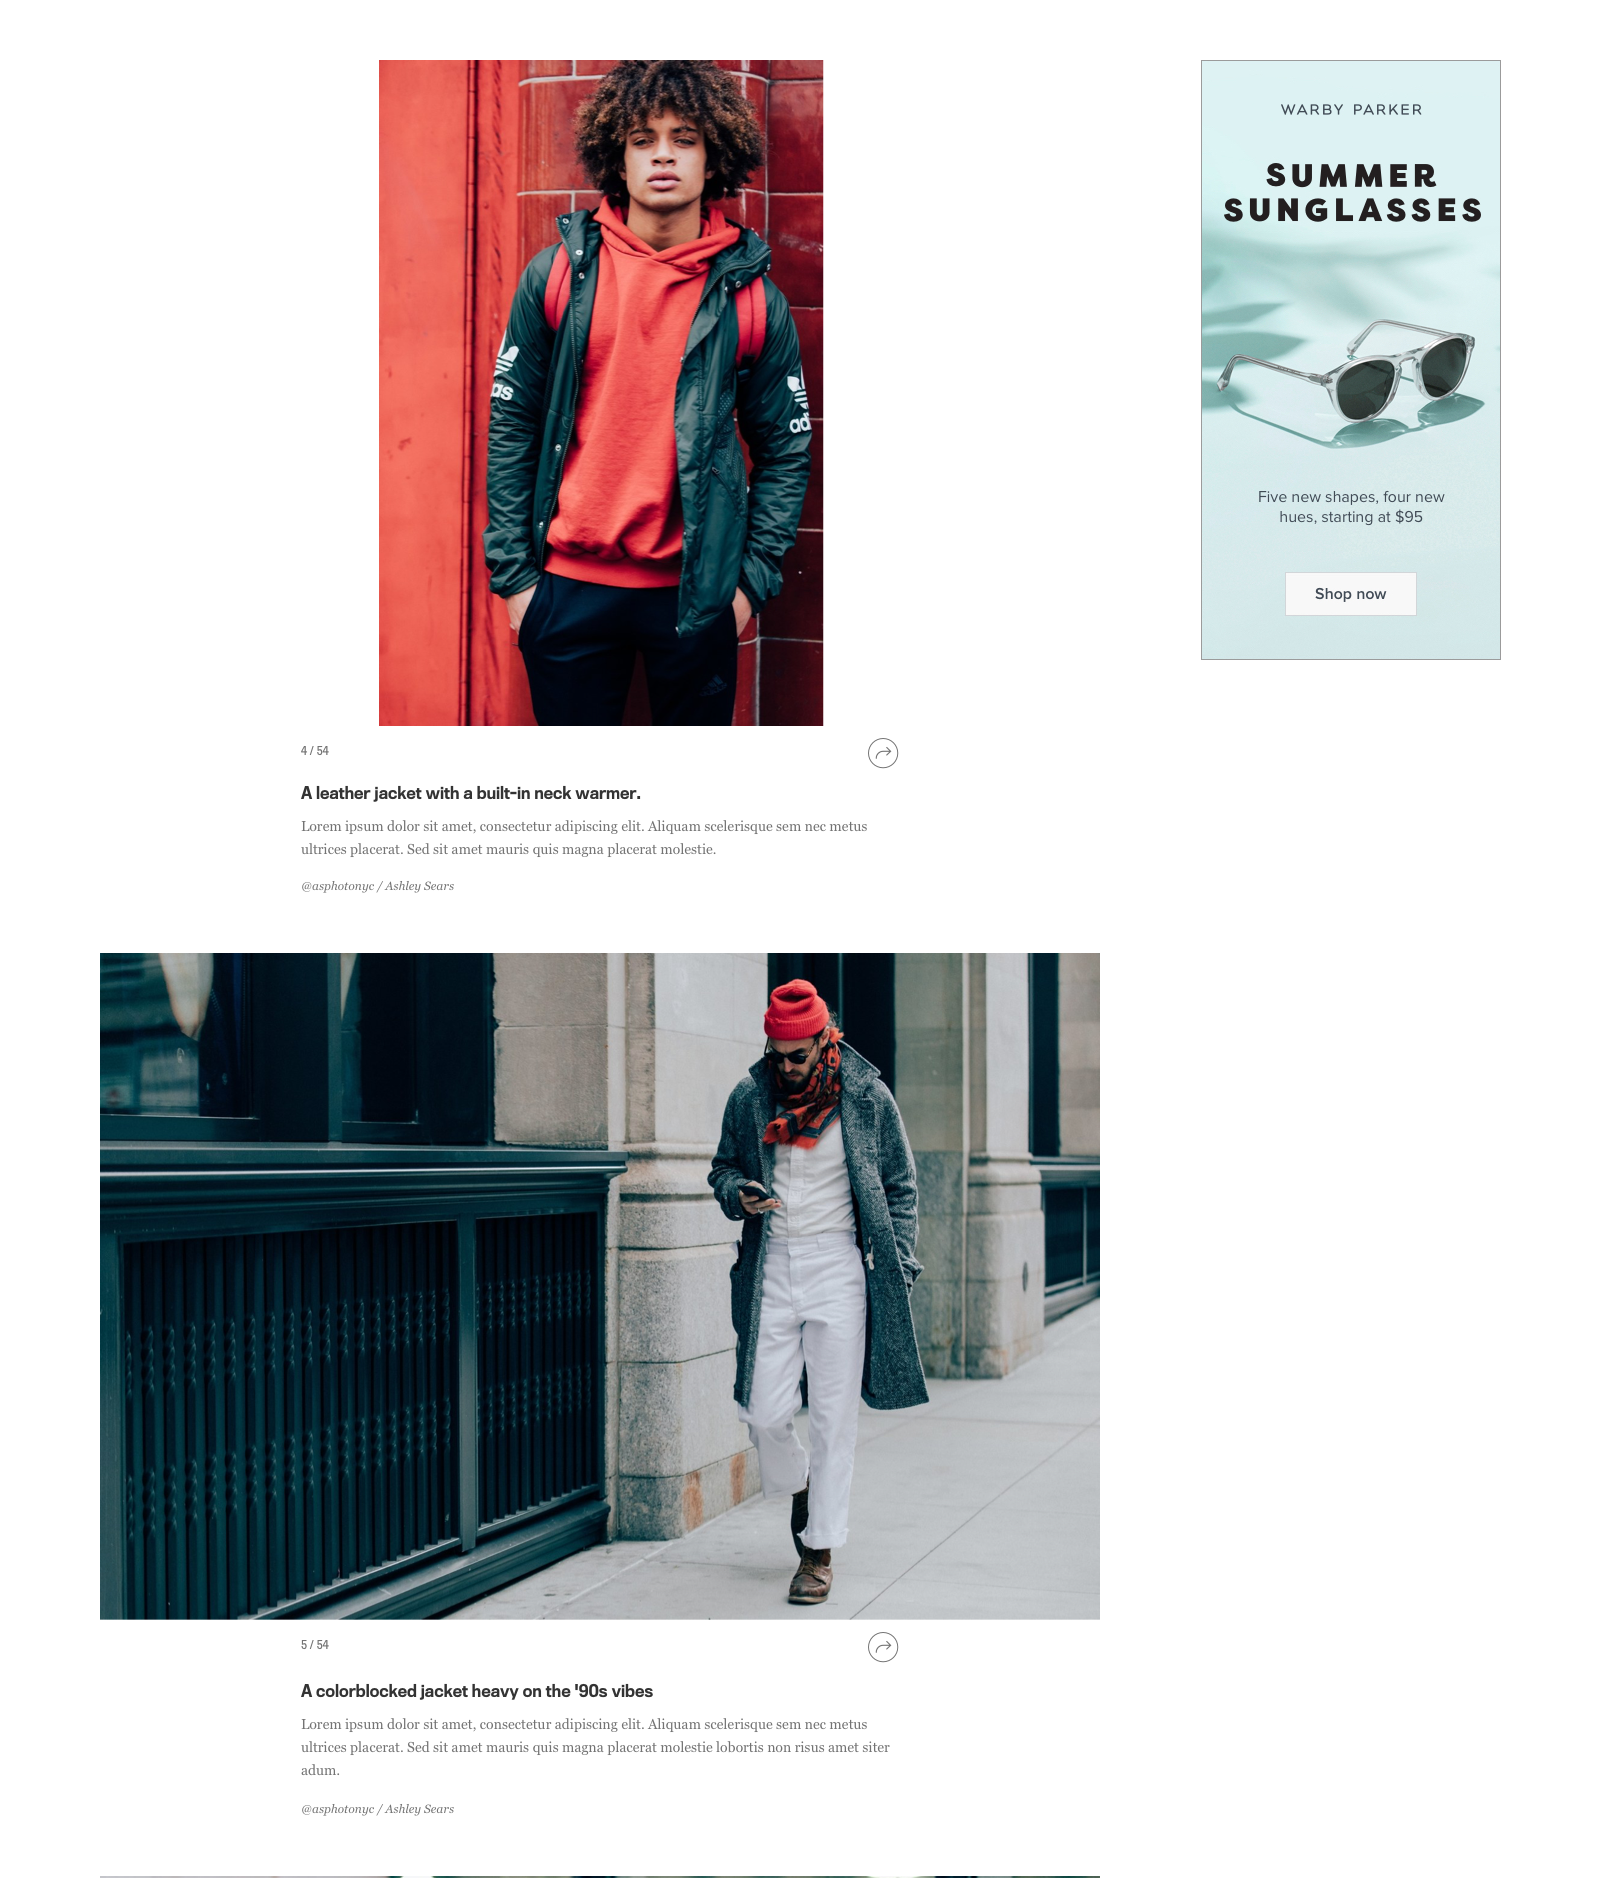 as
ad
4 / 54
A leather jacket with a built-in neck warmer.
Lorem ipsum dolor sit amet, consectetur adipiscing elit. Aliquam scelerisque sem nec metus
ultrices placerat. Sed sit amet mauris quis magna placerat molestie.
@asphotonyc / Ashley Sears
5 / 54
A colorblocked jacket heavy on the '90s vibes
Lorem ipsum dolor sit amet, consectetur adipiscing elit. Aliquam scelerisque sem nec metus
ultrices placerat. Sed sit amet mauris quis magna placerat molestie lobortis non risus amet siter
adum.
@asphotonyc / Ashley Sears
WARBY PARKER
SUMMER
SUNGLASSES
Five new shapes, four new
hues, starting at $95
Shop now